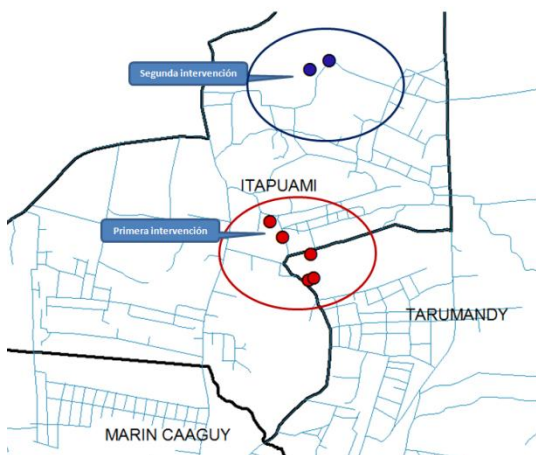 Segunda intervención
ITAPUAMI
Primera intervención
TARUMANDY
MARIN CAAGUY